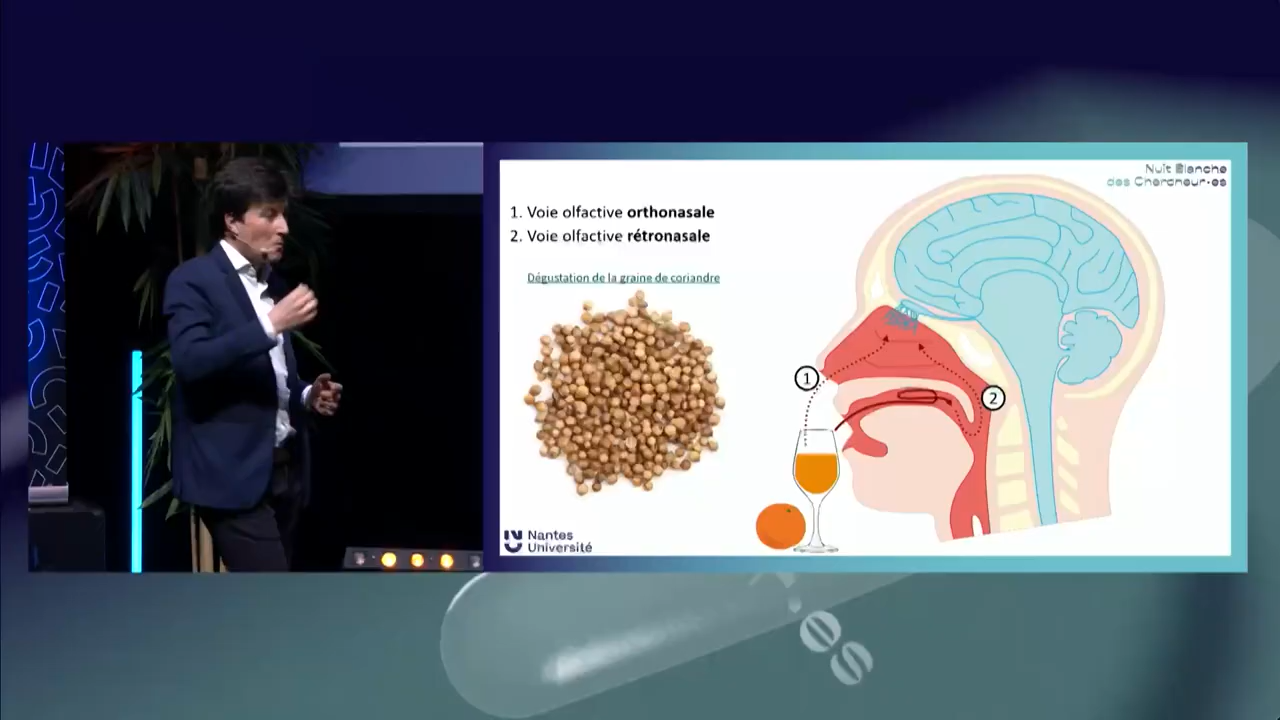 Nuit Blanche
des Chercheur·es
1. Voie olfactive orthonasale
2. Voie olfactive rétronasale
Dégustation de la graine de coriandre
1
2
Nantes
Université